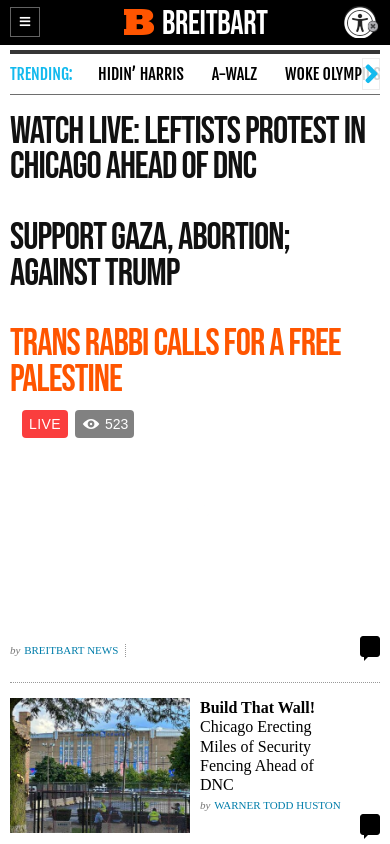 BREITBART
TRENDING:
HIDIN' HARRIS
A-WALZ
WOKE OLYMP
WATCH LIVE: LEFTISTS PROTEST IN
CHICAGO AHEAD OF DNC
SUPPORT GAZA, ABORTION;
AGAINST TRUMP
TRANS RABBI CALLS FOR A FREE
PALESTINE
LIVE
523
by BREITBART NEWS
Build That Wall!
Chicago Erecting
Miles of Security
Fencing Ahead of
DNC
by WARNER TODD HUSTON